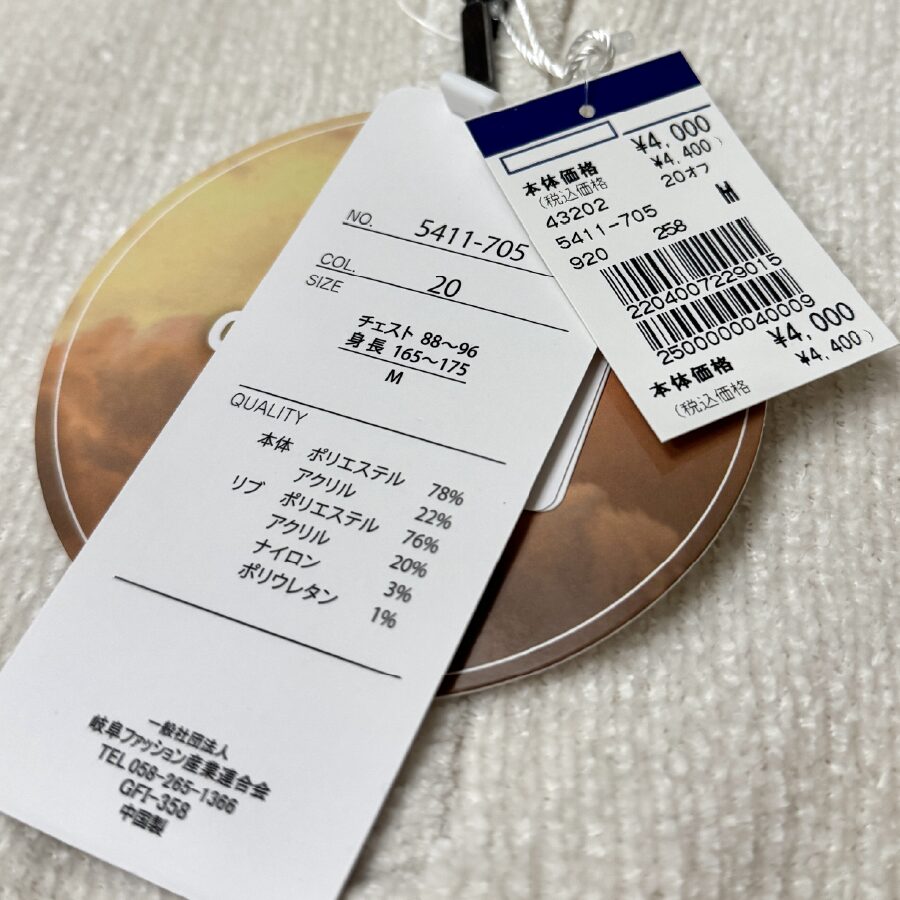 NO. 5411-705
COL. 20
SIZE
チェスト 88～96
身長 165～175
M
QUALITY
本体 ポリエステル 78%
アクリル 22%
リブ ポリエステル 76%
アクリル 20%
ナイロン 3%
ポリウレタン 1%
一般社団法人
岐阜ファッション産業連合会
TEL 058-265-1366
GFI-358
中国製
本体価格 ¥4,000
(税込価格 ¥4,400)
43202 20オフ
5411-705 M
920 258
2204007229015
2500000040009
本体価格 ¥4,000
(税込価格 ¥4,400)